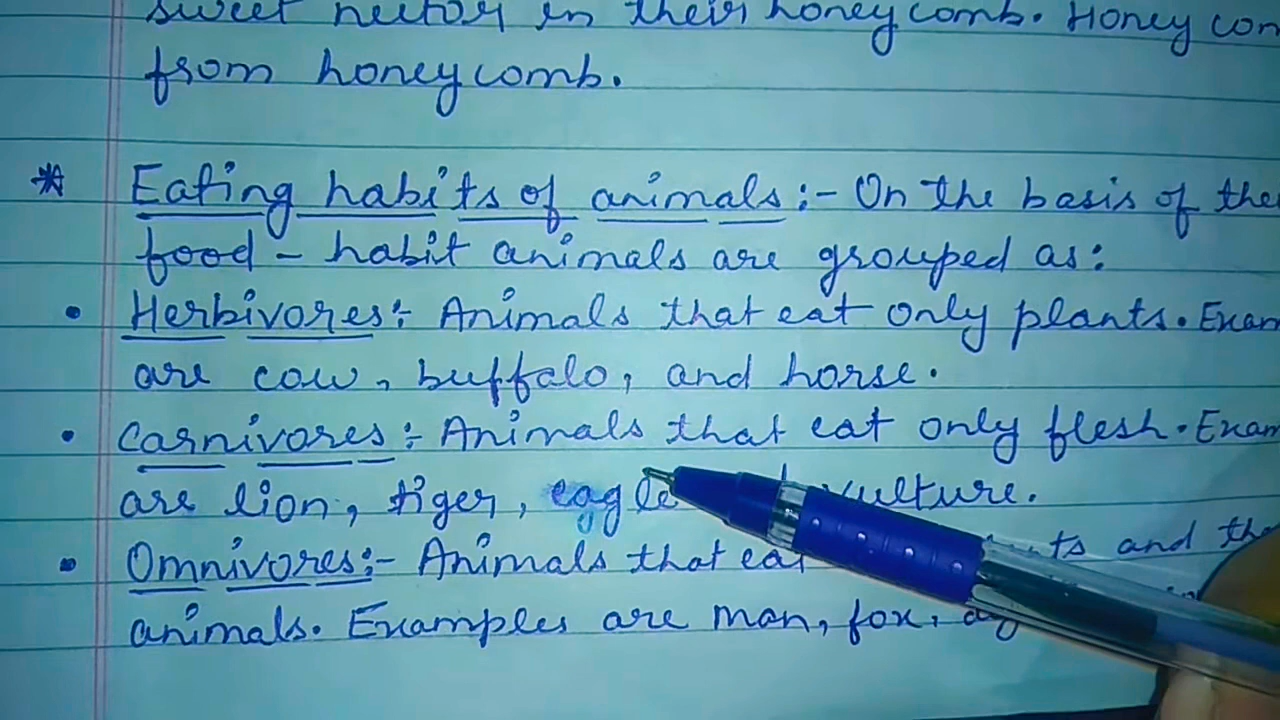 sweet nector in their honeycomb. Honey com
from honeycomb.
* Eating habits of animals:- On the basis of the
food - habit animals are grouped as:
• Herbivores:- Animals that eat only plants. Exam
are cow, buffalo, and horse.
• Carnivores:- Animals that eat only flesh. Exam
are lion, tiger, eagle vulture.
• Omnivores:- Animals that eat and
animals. Examples are man, fox,